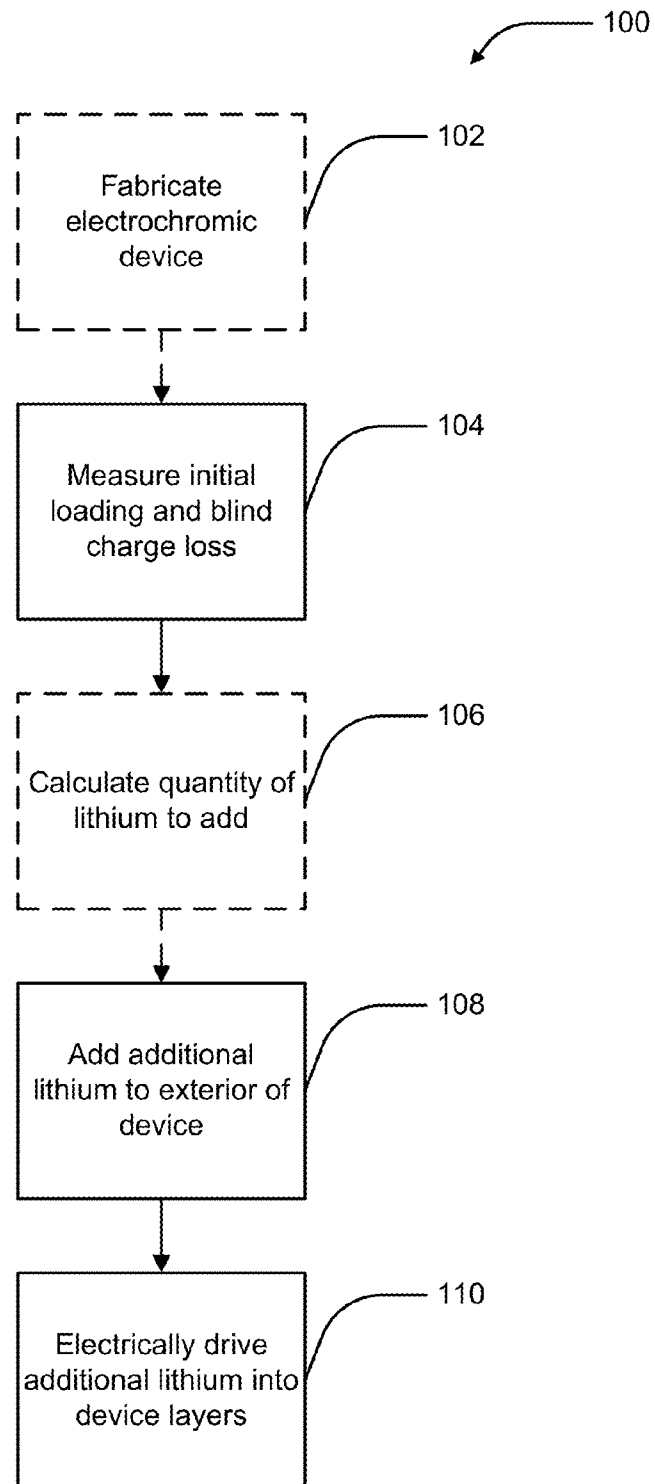 100
Fabricate
electrochromic
device
102
Measure initial
loading and blind
charge loss
104
Calculate quantity of
lithium to add
106
Add additional
lithium to exterior of
device
108
Electrically drive
additional lithium into
device layers
110